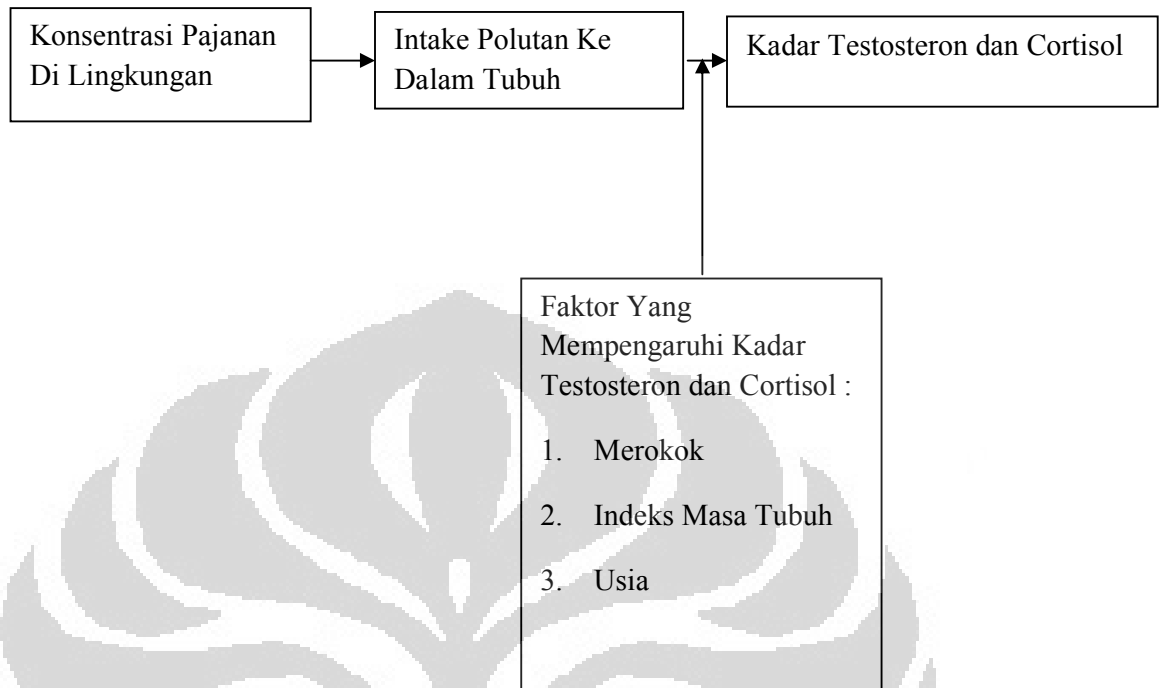 Konsentrasi Pajanan
Di Lingkungan
Intake Polutan Ke
Dalam Tubuh
Kadar Testosteron dan Cortisol
Faktor Yang
Mempengaruhi Kadar
Testosteron dan Cortisol :
1. Merokok
2. Indeks Masa Tubuh
3. Usia